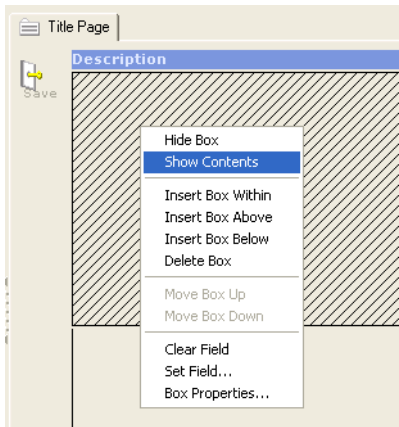 Title Page
Description
Save
Hide Box
Show Contents
Insert Box Within
Insert Box Above
Insert Box Below
Delete Box
Move Box Up
Move Box Down
Clear Field
Set Field...
Box Properties...